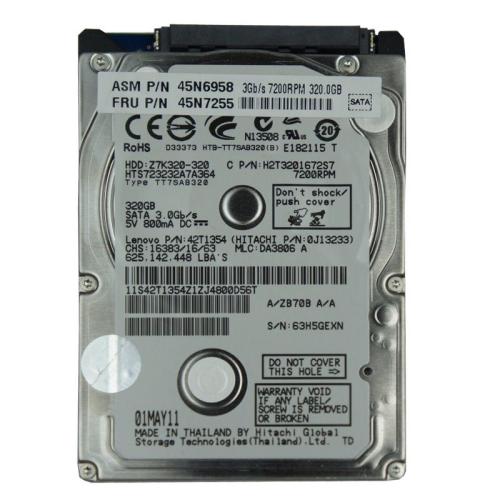 ASM P/N 45N6958 3Gb/s 7200RPM 320.0GB
FRU P/N 45N7255 SATA
CE N13508 20
RoHS D33373 HTB-TT7SAB320(B) E182115 T
HDD: Z7K320-320 C P/N: H2T3201672S7
HTS723232A7A364 7200RPM
Type TT7SAB320
Don't shock/
push cover
320GB
SATA 3.0Gb/s
5V 800mA DC
Lenovo P/N:42T1354 (HITACHI P/N:0J13233)
CHS:16383/16/63 MLC:DA3806 A
625.142.448 LBA'S
11S42T1354Z1ZJ4800D56T
A/ZB70B A/A
S/N:63H5GEXN
DO NOT COVER
THIS HOLE
WARRANTY VOID
IF ANY LABEL/
SCREW IS REMOVED
OR BROKEN
01MAY11
MADE IN THAILAND BY Hitachi Global
Storage Technologies(Thailand).Ltd. TD